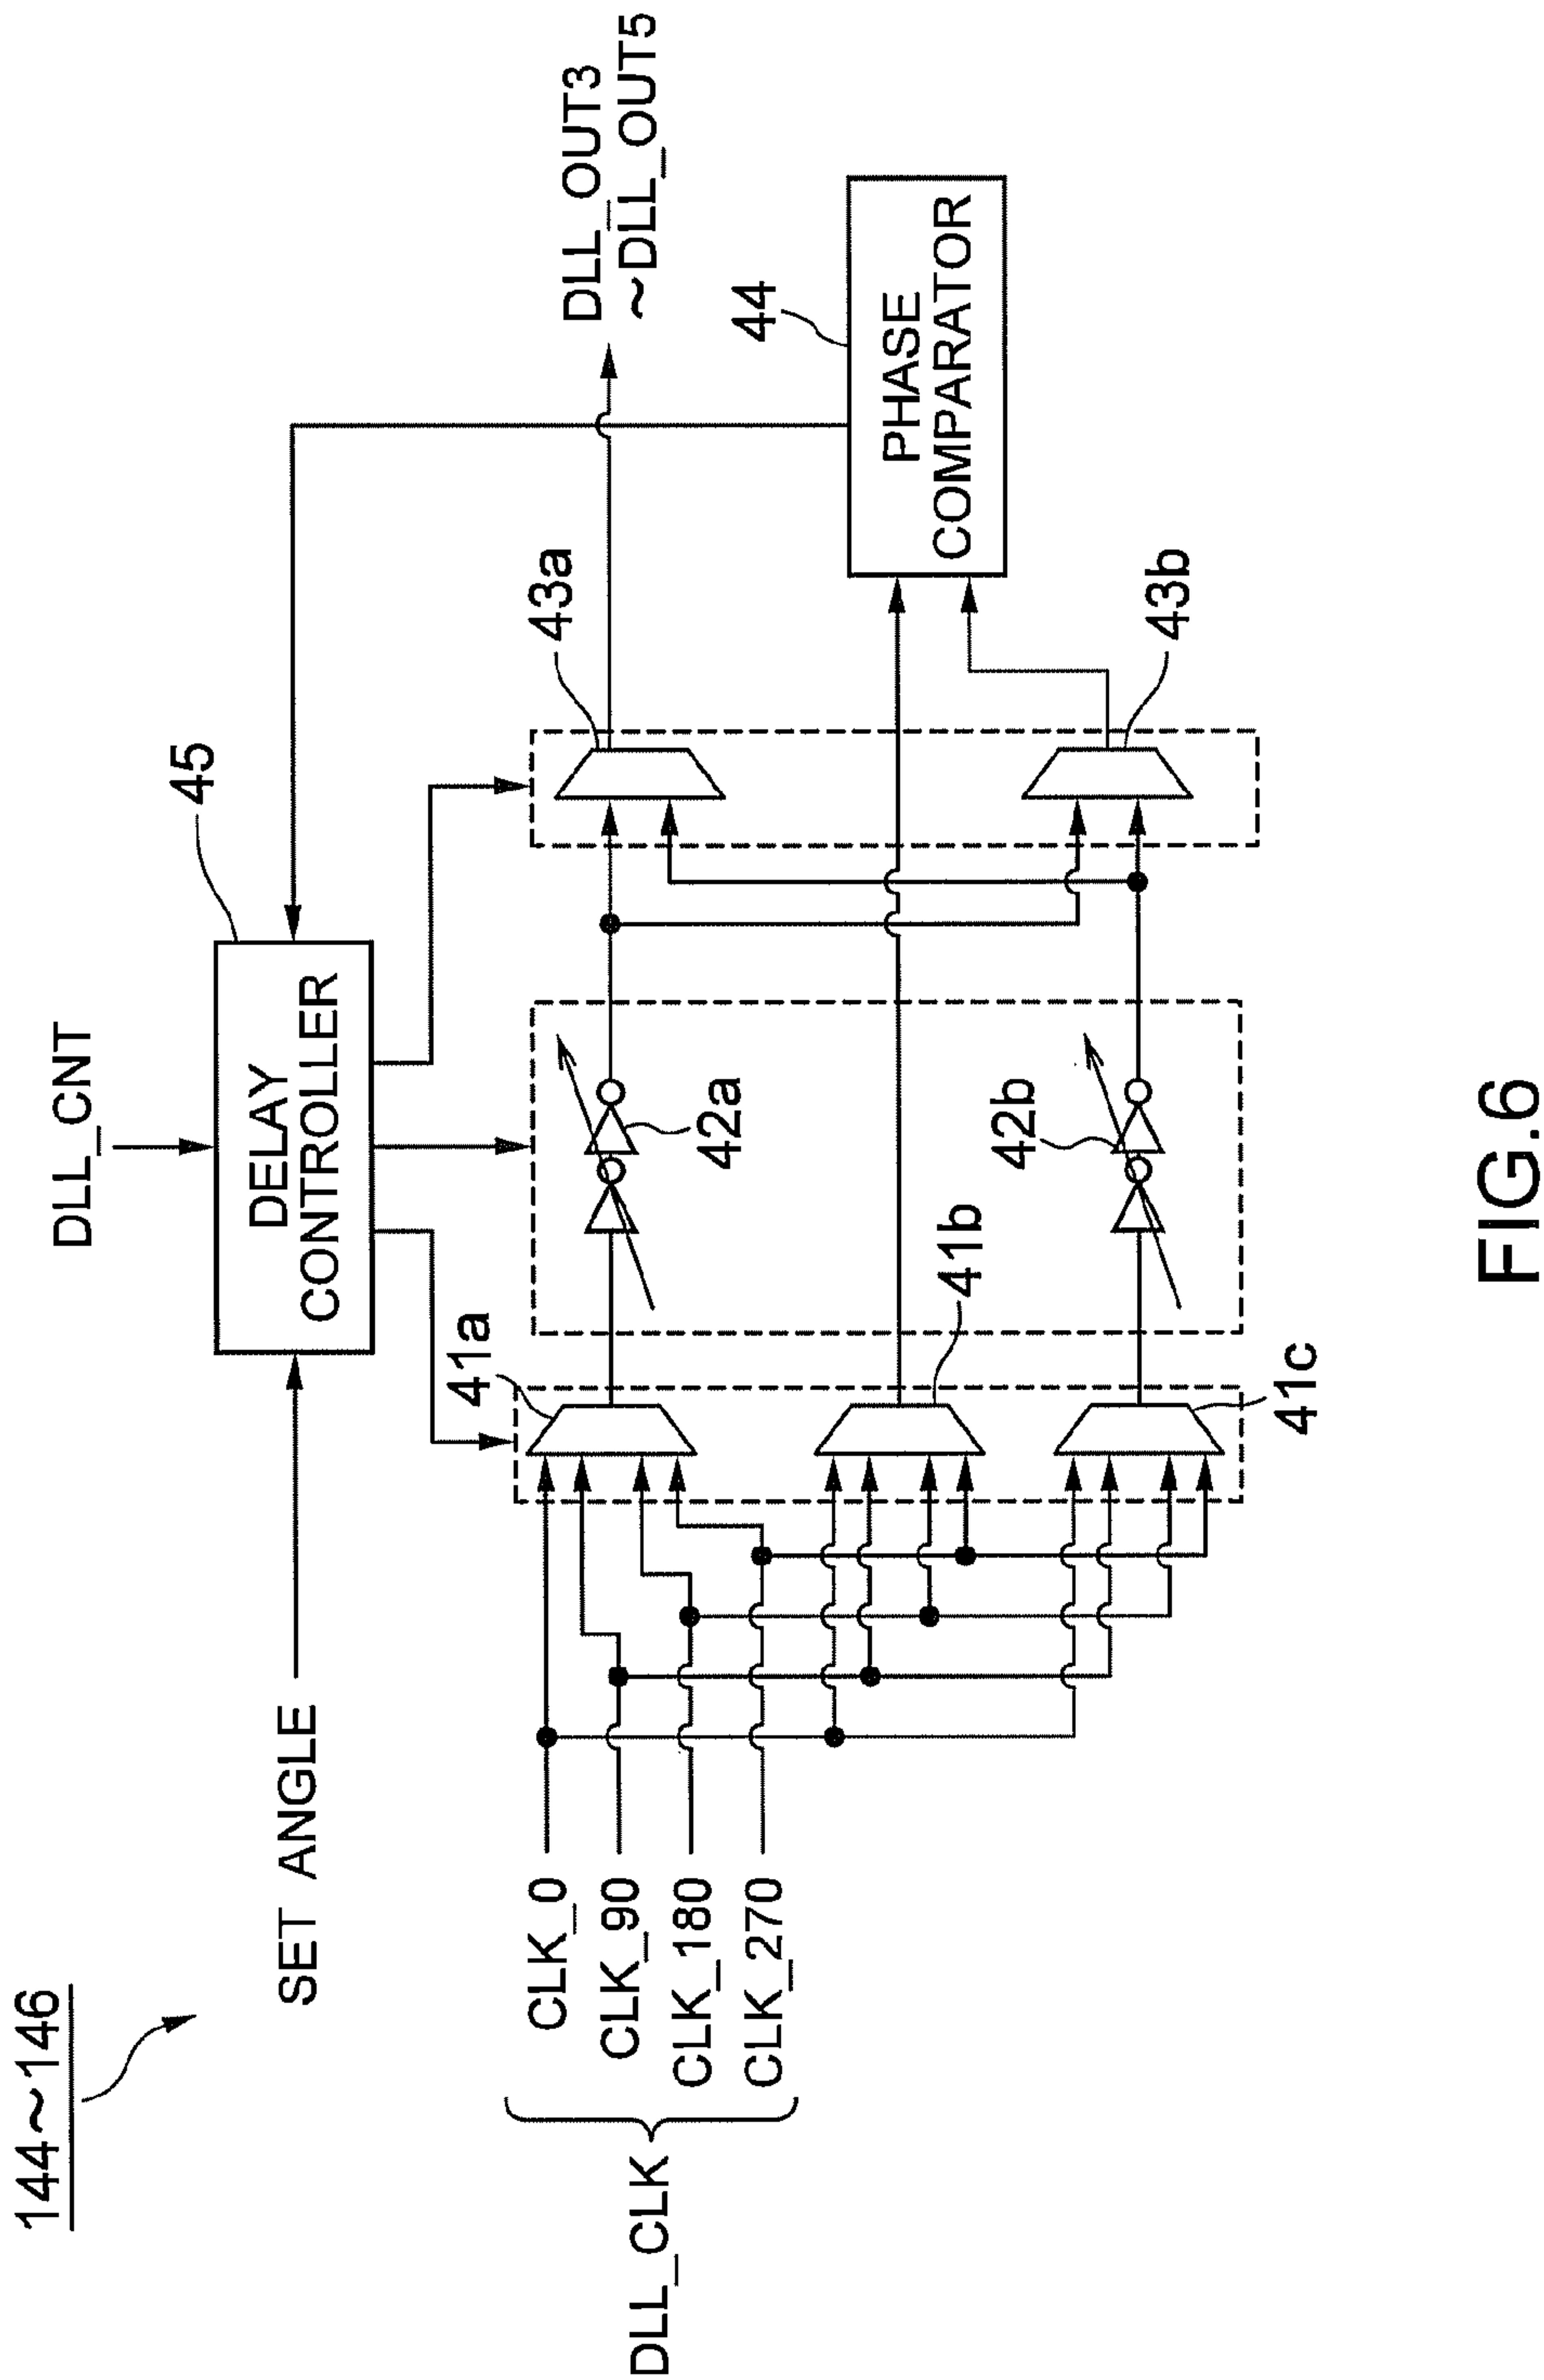 144~146
DLL_CNT
SET ANGLE
DELAY
CONTROLLER
45
DLL_CLK
CLK_0
CLK_90
CLK_180
CLK_270
41a
41b
41c
42a
42b
43a
43b
44
PHASE
COMPARATOR
DLL_OUT3
~DLL_OUT5
FIG.6